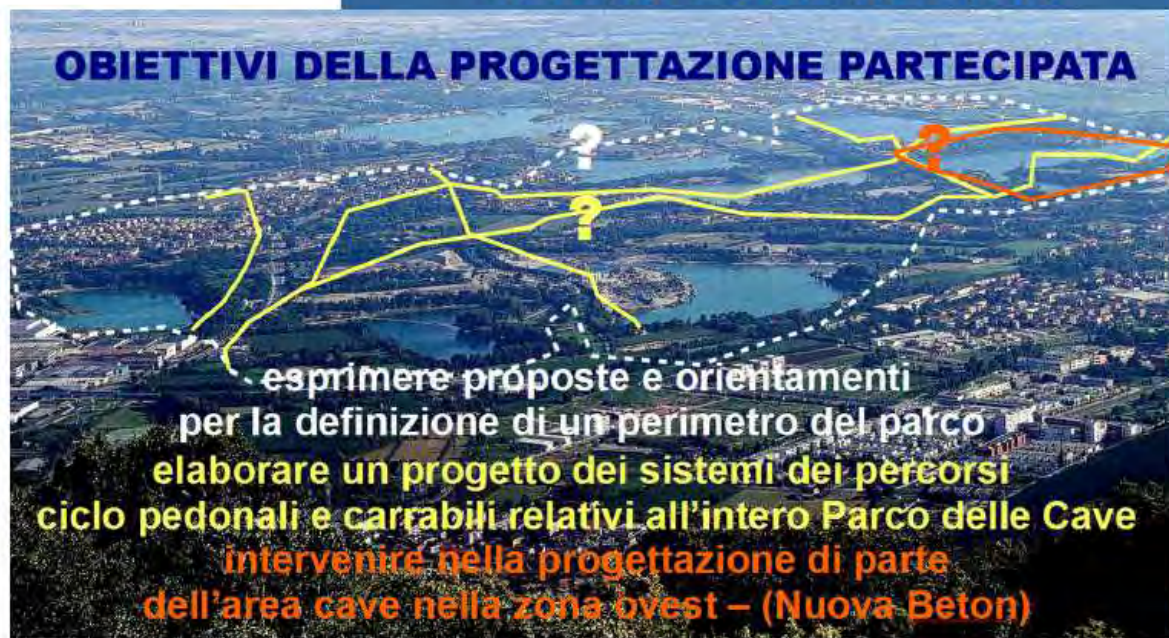 OBIETTIVI DELLA PROGETTAZIONE PARTECIPATA
?
?
?
esprimere proposte e orientamenti
per la definizione di un perimetro del parco
elaborare un progetto dei sistemi dei percorsi
ciclo pedonali e carrabili relativi all'intero Parco delle Cave
intervenire nella progettazione di parte
dell'area cave nella zona ovest – (Nuova Beton)